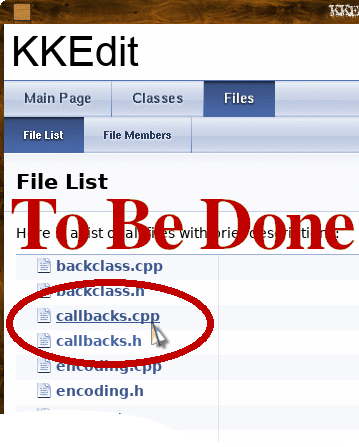 KKE
KKEdit
Main Page Classes Files
File List File Members
File List
To Be Done
Here is a list of all files with brief descriptions:
backclass.cpp
backclass.h
callbacks.cpp
callbacks.h
encoding.cpp
encoding.h